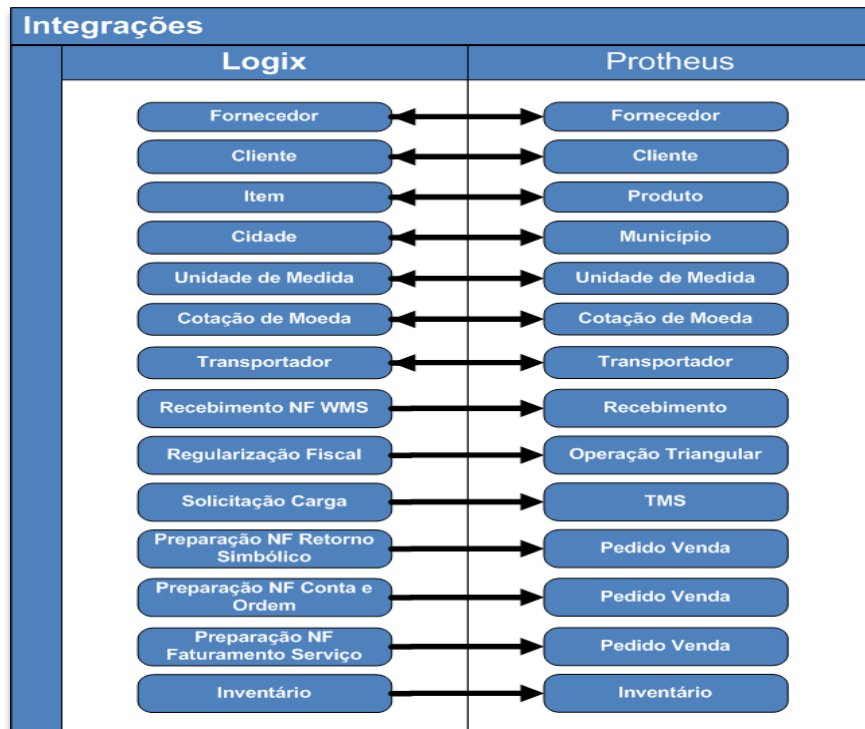 Integrações
Logix Protheus
Fornecedor Fornecedor
Cliente Cliente
Item Produto
Cidade Município
Unidade de Medida Unidade de Medida
Cotação de Moeda Cotação de Moeda
Transportador Transportador
Recebimento NF WMS Recebimento
Regularização Fiscal Operação Triangular
Solicitação Carga TMS
Preparação NF Retorno
Simbólico
Pedido Venda
Preparação NF Conta e
Ordem
Pedido Venda
Preparação NF
Faturamento Serviço
Pedido Venda
Inventário Inventário